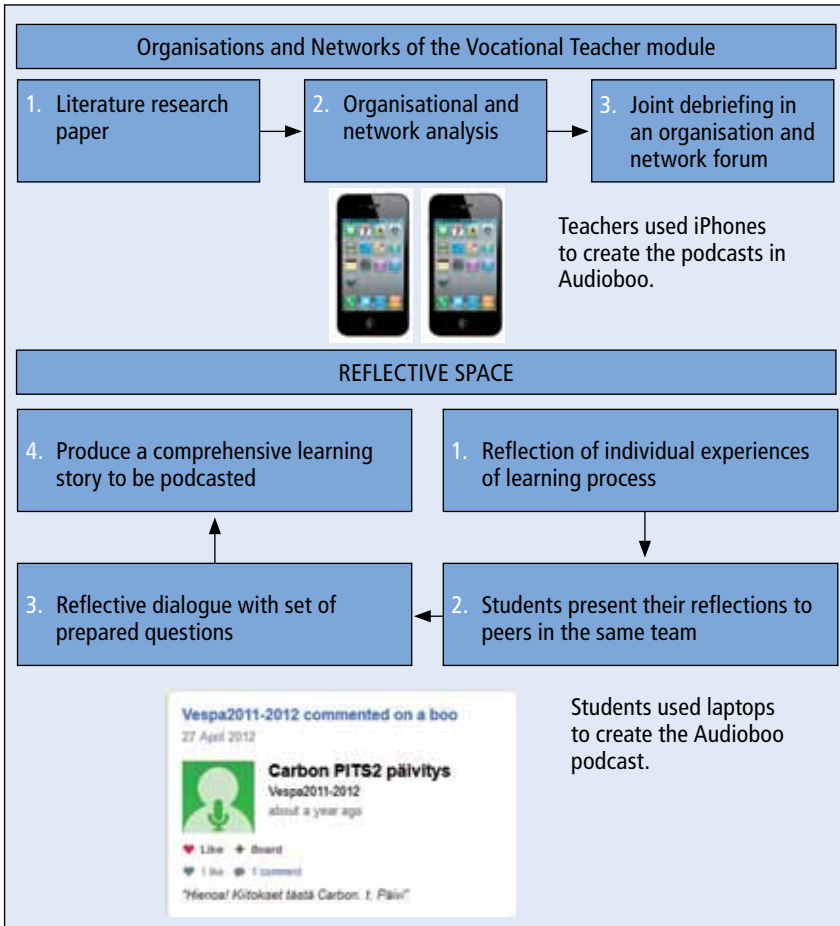 Organisations and Networks of the Vocational Teacher module
1. Literature research
paper
2. Organisational and
network analysis
3. Joint debriefing in
an organisation and
network forum
Teachers used iPhones
to create the podcasts in
Audioboo.
REFLECTIVE SPACE
4. Produce a comprehensive learning
story to be podcasted
1. Reflection of individual experiences
of learning process
3. Reflective dialogue with set of
prepared questions
2. Students present their reflections to
peers in the same team
Vespa2011-2012 commented on a boo
27 April 2012
Carbon PITS2 päivitys
Vespa2011-2012
about a year ago
Like + Board
1 like 1 comment
"Hienoa! Kiitokset tästä Carbon. t. Päivi"
Students used laptops
to create the Audioboo
podcast.